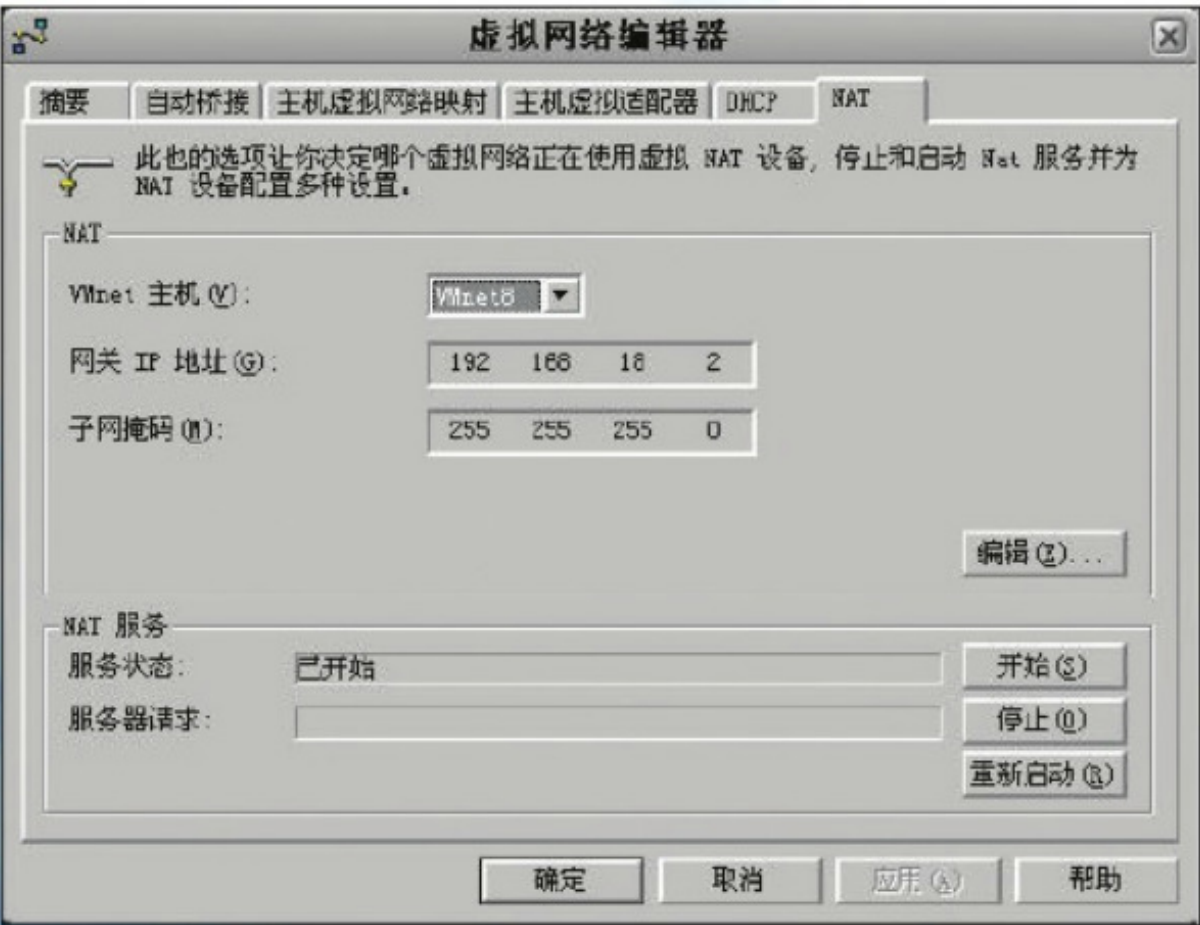 虚拟网络编辑器
摘要 自动桥接 主机虚拟网络映射 主机虚拟适配器 DHCP NAT
此也的选项让你决定哪个虚拟网络正在使用虚拟 NAT 设备, 停止和启动 Nat 服务并为
NAT 设备配置多种设置。
NAT
VMnet 主机(V): VMnet8
网关 IP 地址(G): 192 168 18 2
子网掩码(M): 255 255 255 0
编辑(E)...
NAT 服务
服务状态: 已开始 开始(S)
服务器请求: 停止(O)
重新启动(R)
确定 取消 应用(A) 帮助